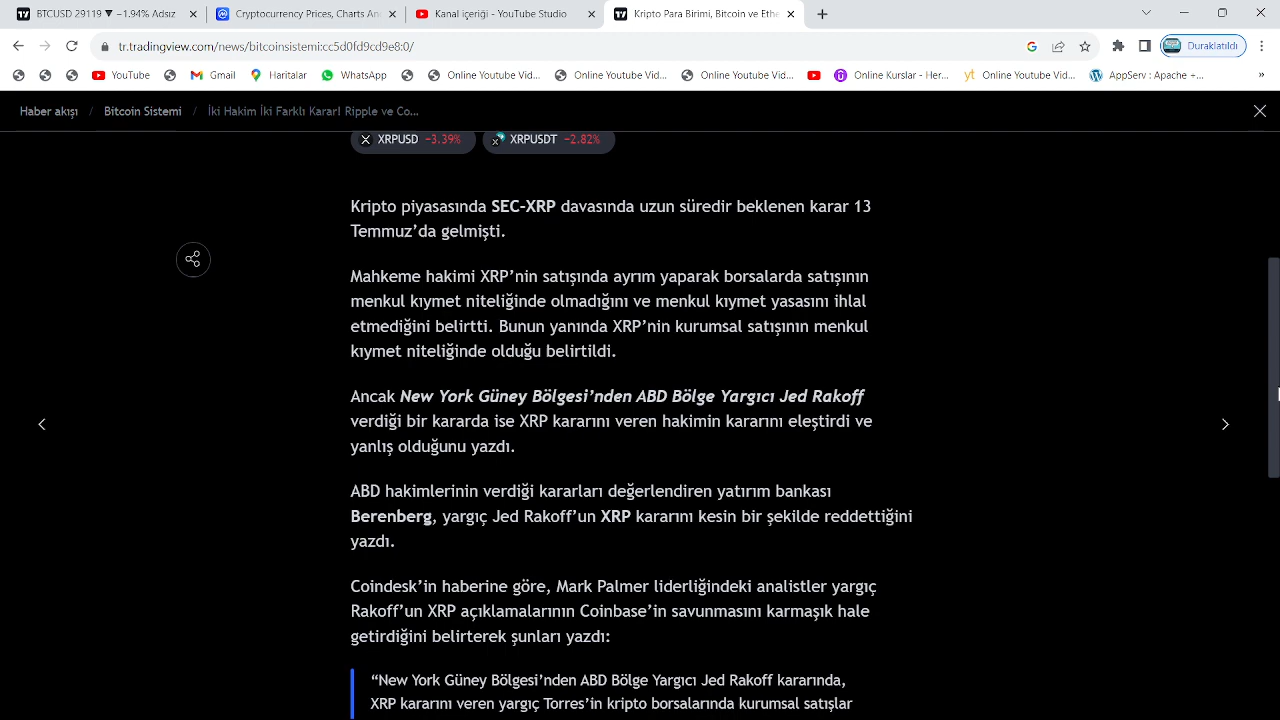 BTCUSD 29119 ▼ −1.94% Adsız
Cryptocurrency Prices, Charts An
Kanal içeriği - YouTube Studio
Kripto Para Birimi, Bitcoin ve Ethe
tr.tradingview.com/news/bitcoinsistemi:cc5d0fd9cd9e8:0/
Duraklatıldı
YouTube
Gmail
Haritalar
WhatsApp
Online Youtube Vid...
Online Youtube Vid...
Online Youtube Vid...
Online Kurslar - Her...
Online Youtube Vid...
AppServ : Apache +...
»
Haber akışı / Bitcoin Sistemi / İki Hakim İki Farklı Karar! Ripple ve Co...
XRPUSD −3.39% XRPUSDT −2.82%
Kripto piyasasında SEC-XRP davasında uzun süredir beklenen karar 13
Temmuz’da gelmişti.
Mahkeme hakimi XRP’nin satışında ayrım yaparak borsalarda satışının
menkul kıymet niteliğinde olmadığını ve menkul kıymet yasasını ihlal
etmediğini belirtti. Bunun yanında XRP’nin kurumsal satışının menkul
kıymet niteliğinde olduğu belirtildi.
Ancak New York Güney Bölgesi’nden ABD Bölge Yargıcı Jed Rakoff
verdiği bir kararda ise XRP kararını veren hakimin kararını eleştirdi ve
yanlış olduğunu yazdı.
ABD hakimlerinin verdiği kararları değerlendiren yatırım bankası
Berenberg, yargıç Jed Rakoff’un XRP kararını kesin bir şekilde reddettiğini
yazdı.
Coindesk’in haberine göre, Mark Palmer liderliğindeki analistler yargıç
Rakoff’un XRP açıklamalarının Coinbase’in savunmasını karmaşık hale
getirdiğini belirterek şunları yazdı:
“New York Güney Bölgesi’nden ABD Bölge Yargıcı Jed Rakoff kararında,
XRP kararını veren yargıç Torres’in kripto borsalarında kurumsal satışlar